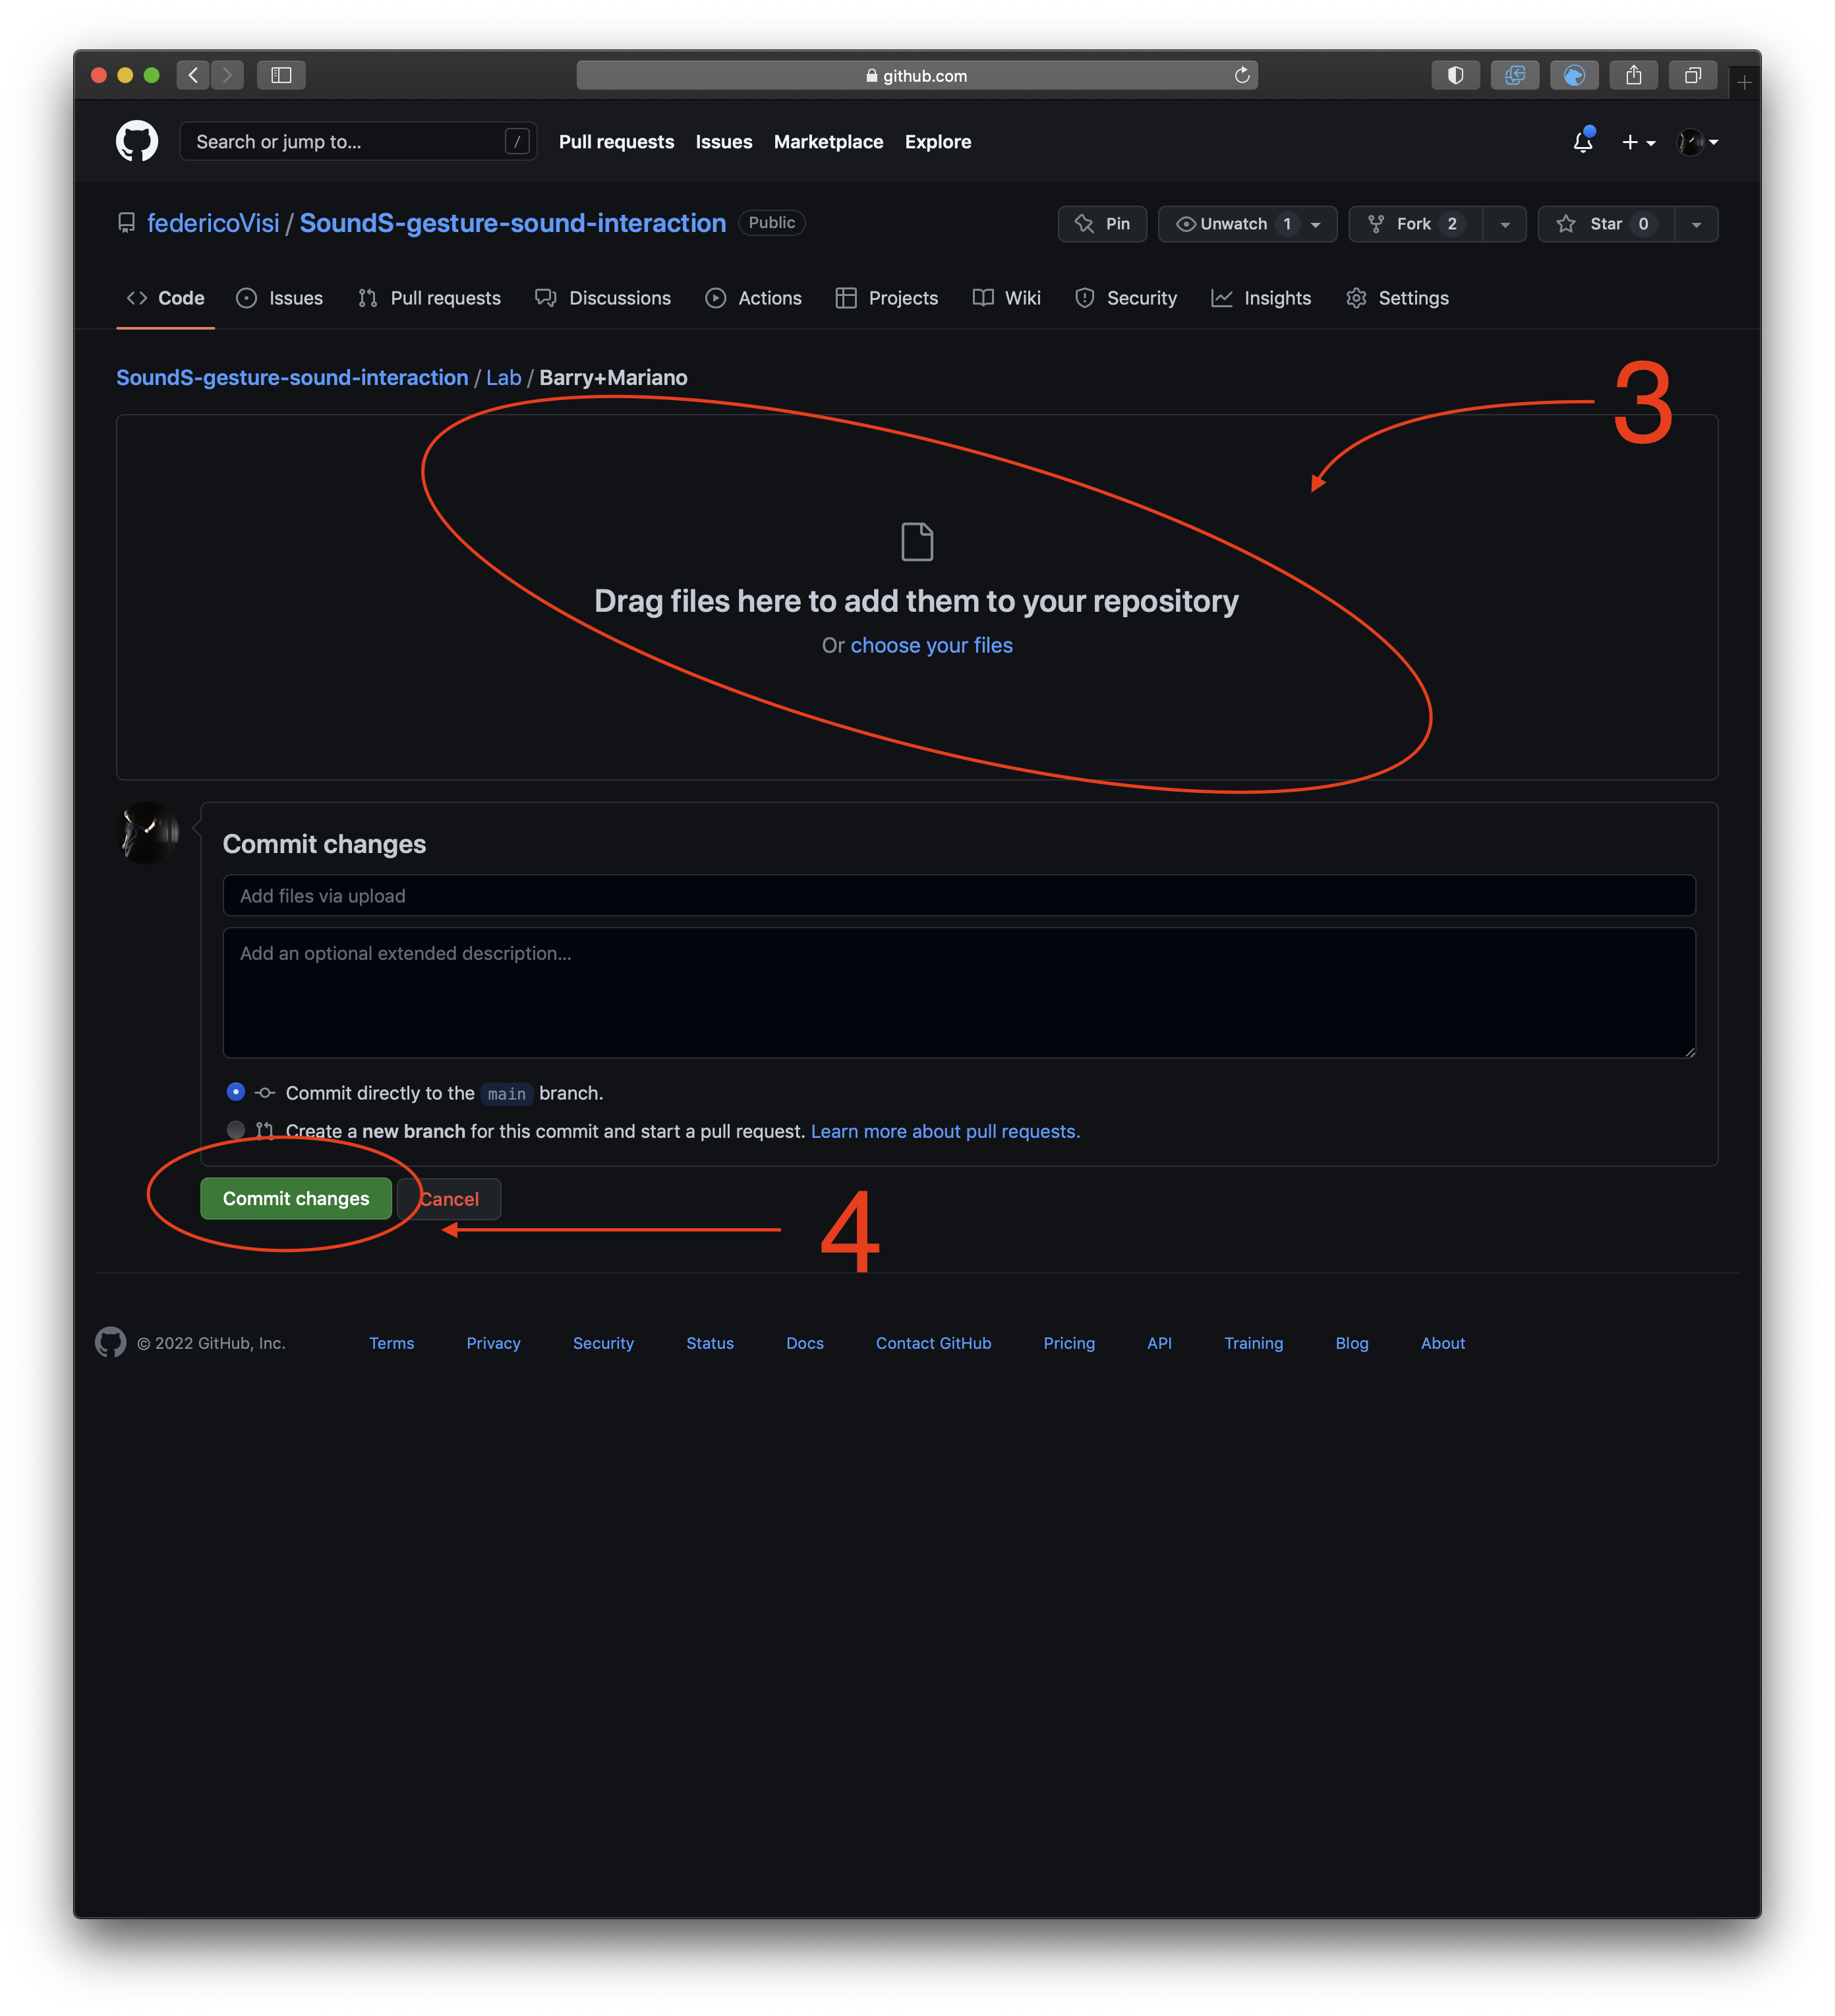 github.com
Search or jump to... /
Pull requests Issues Marketplace Explore
federicoVisi / SoundS-gesture-sound-interaction Public
Pin Unwatch 1 Fork 2 Star 0
Code Issues Pull requests Discussions Actions Projects Wiki Security Insights Settings
SoundS-gesture-sound-interaction / Lab / Barry+Mariano
3
Drag files here to add them to your repository
Or choose your files
Commit changes
Add files via upload
Add an optional extended description...
Commit directly to the main branch.
Create a new branch for this commit and start a pull request. Learn more about pull requests.
Commit changes Cancel
4
© 2022 GitHub, Inc. Terms Privacy Security Status Docs Contact GitHub Pricing API Training Blog About